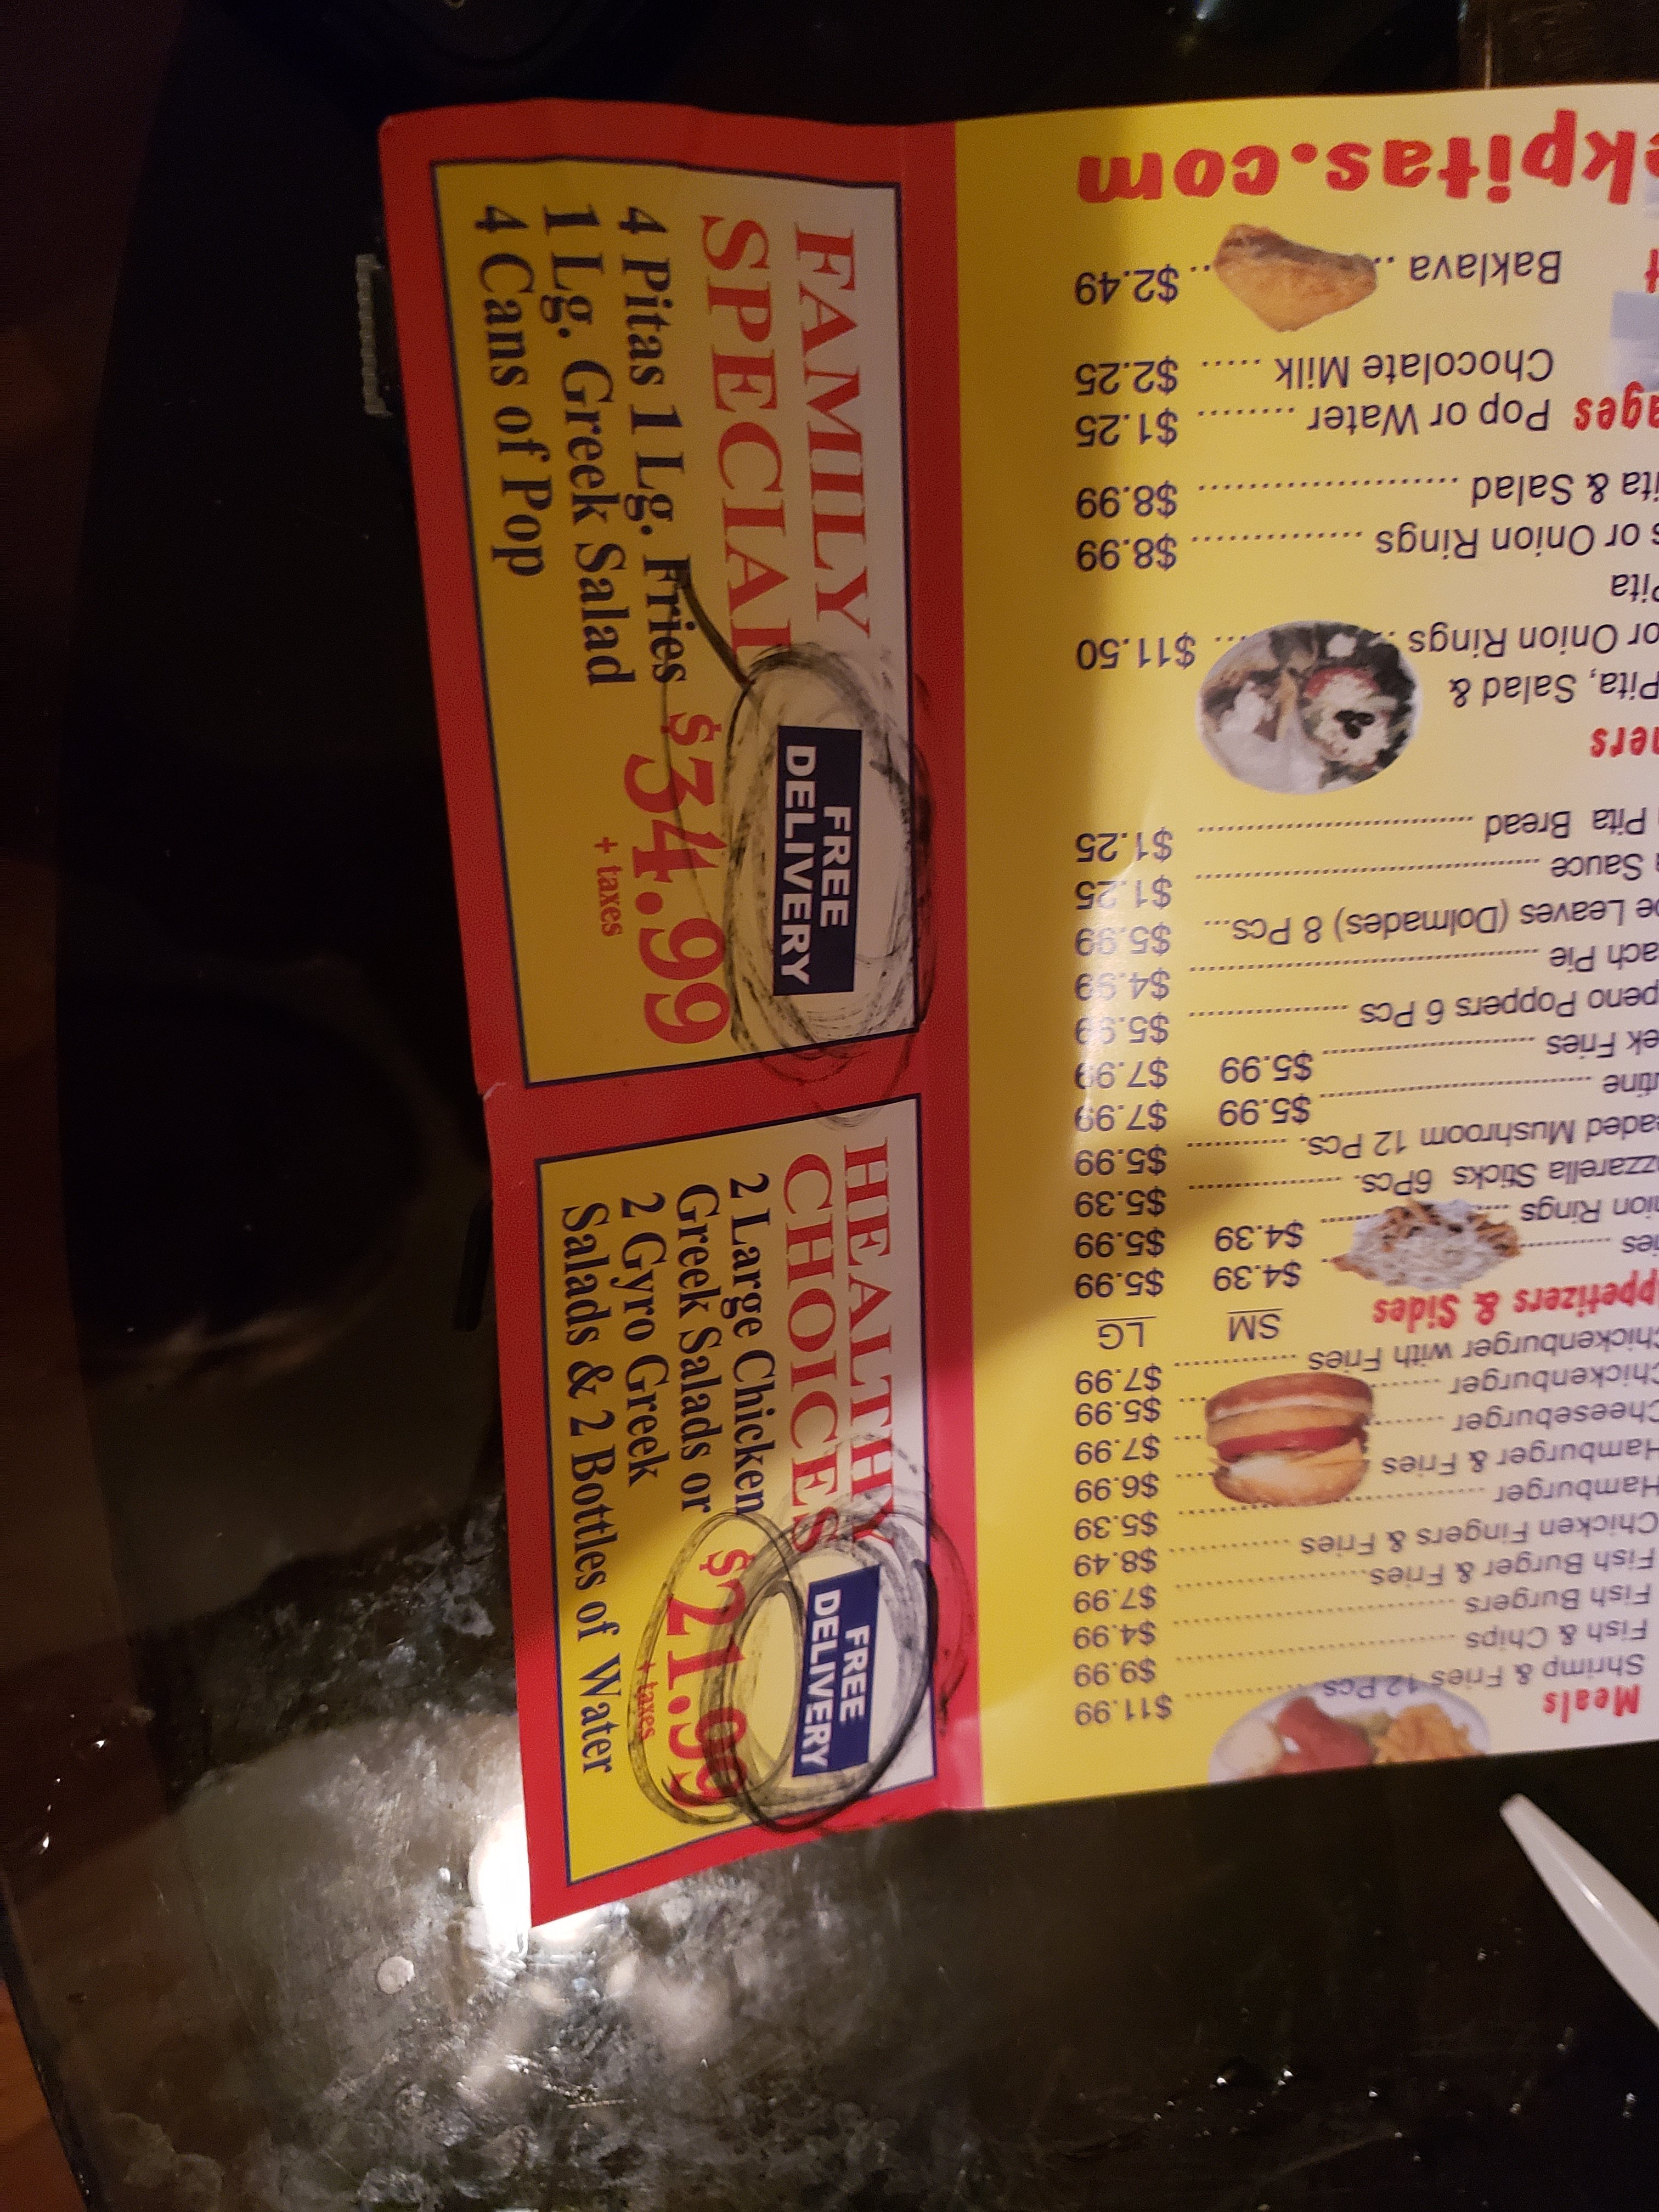 FAMILY
SPECIAL
FREE
DELIVERY
4 Pitas 1 Lg. Fries
1 Lg. Greek Salad
4 Cans of Pop
$34.99
+ taxes
HEALTHY
CHOICES
FREE
DELIVERY
2 Large Chicken
Greek Salads or
2 Gyro Greek
Salads & 2 Bottles of Water
$21.99
+ taxes
Meals
Shrimp & Fries 12 Pcs ............ $11.99
Fish & Chips ............ $9.99
Fish Burgers ............ $4.99
Fish Burger & Fries ............ $7.99
Chicken Fingers & Fries ............ $8.49
Hamburger ............ $5.39
Hamburger & Fries ... $6.99
Cheeseburger ............ $7.99
Chickenburger ............ $5.99
Chickenburger with Fries ............ $7.99
ppetizers & Sides SM LG
ies ............ $4.39 $5.99
ion Rings ............ $4.39 $5.99
zzarella Sticks 6Pcs. ............ $5.39
eaded Mushroom 12 Pcs. ............ $5.99
utine ............ $5.99 $7.99
ek Fries ............ $5.99 $7.99
peno Poppers 6 Pcs ............ $5.99
ach Pie ............ $4.99
pe Leaves (Dolmades) 8 Pcs... $5.99
Sauce ............ $1.25
Pita Bread ............ $1.25
ners
Pita, Salad &
or Onion Rings ...... $11.50
Pita
s or Onion Rings ............ $8.99
ita & Salad ............ $8.99
ages Pop or Water ......... $1.25
Chocolate Milk ..... $2.25
t Baklava .... $2.49
ekpitas.com